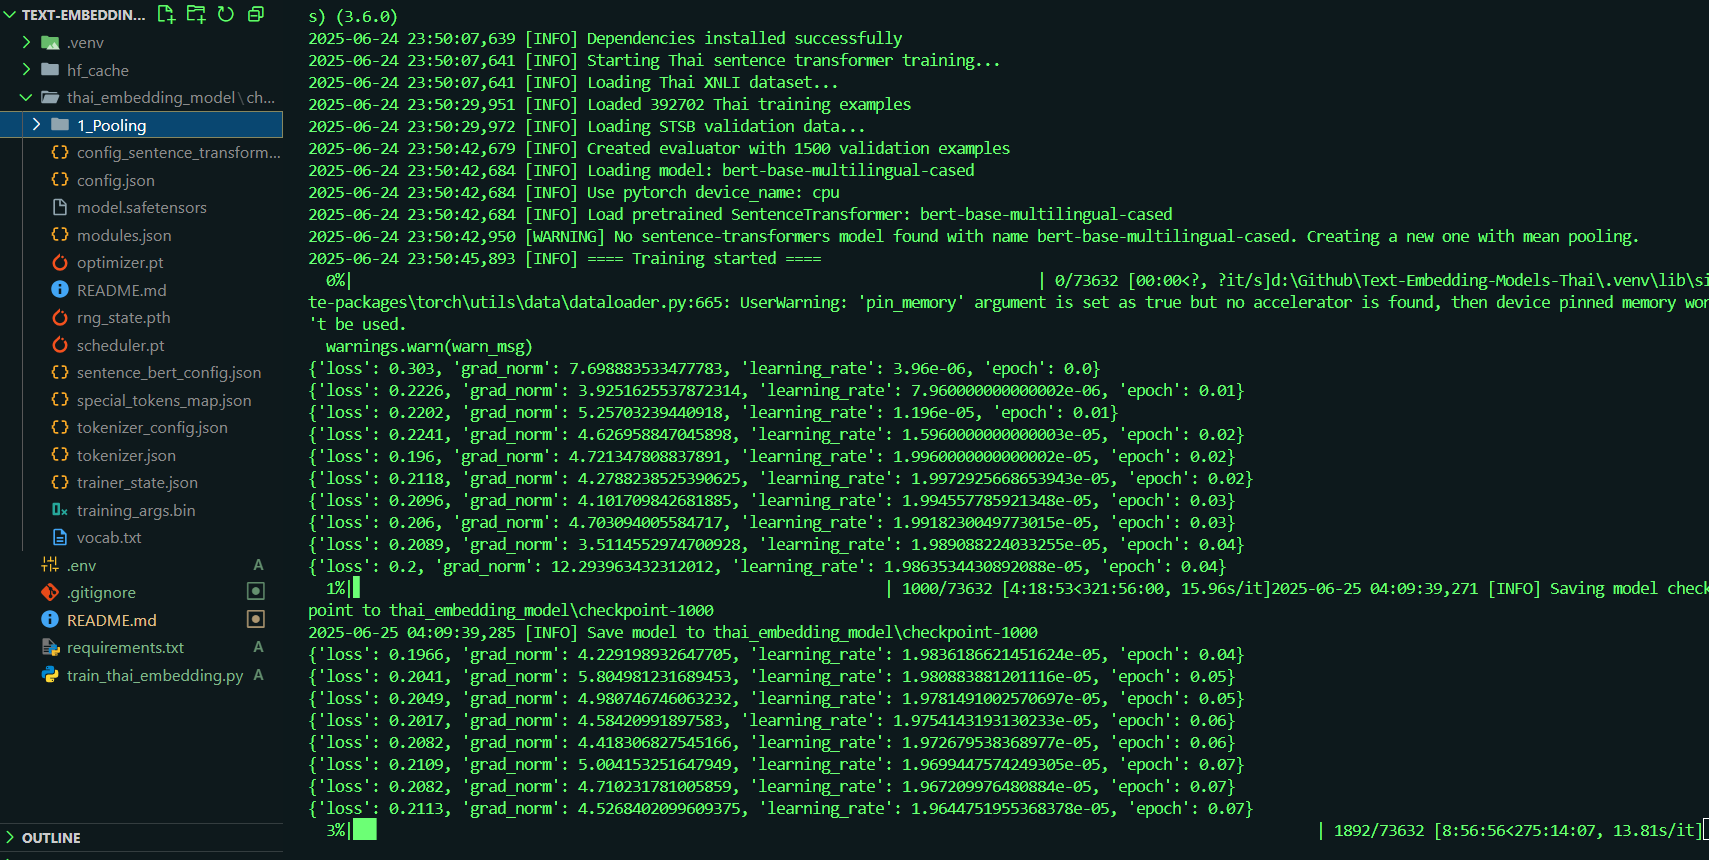 TEXT-EMBEDDIN...
.venv
hf_cache
thai_embedding_model\ch...
1_Pooling
config_sentence_transform...
config.json
model.safetensors
modules.json
optimizer.pt
README.md
rng_state.pth
scheduler.pt
sentence_bert_config.json
special_tokens_map.json
tokenizer_config.json
tokenizer.json
trainer_state.json
training_args.bin
vocab.txt
.env A
.gitignore
README.md
requirements.txt A
train_thai_embedding.py A
OUTLINE
s) (3.6.0)
2025-06-24 23:50:07,639 [INFO] Dependencies installed successfully
2025-06-24 23:50:07,641 [INFO] Starting Thai sentence transformer training...
2025-06-24 23:50:07,641 [INFO] Loading Thai XNLI dataset...
2025-06-24 23:50:29,951 [INFO] Loaded 392702 Thai training examples
2025-06-24 23:50:29,972 [INFO] Loading STSB validation data...
2025-06-24 23:50:42,679 [INFO] Created evaluator with 1500 validation examples
2025-06-24 23:50:42,684 [INFO] Loading model: bert-base-multilingual-cased
2025-06-24 23:50:42,684 [INFO] Use pytorch device_name: cpu
2025-06-24 23:50:42,684 [INFO] Load pretrained SentenceTransformer: bert-base-multilingual-cased
2025-06-24 23:50:42,950 [WARNING] No sentence-transformers model found with name bert-base-multilingual-cased. Creating a new one with mean pooling.
2025-06-24 23:50:45,893 [INFO] ==== Training started ====
0%| | 0/73632 [00:00<?, ?it/s]d:\Github\Text-Embedding-Models-Thai\.venv\lib\si
te-packages\torch\utils\data\dataloader.py:665: UserWarning: 'pin_memory' argument is set as true but no accelerator is found, then device pinned memory won
't be used.
warnings.warn(warn_msg)
{'loss': 0.303, 'grad_norm': 7.698883533477783, 'learning_rate': 3.96e-06, 'epoch': 0.0}
{'loss': 0.2226, 'grad_norm': 3.9251625537872314, 'learning_rate': 7.960000000000002e-06, 'epoch': 0.01}
{'loss': 0.2202, 'grad_norm': 5.25703239440918, 'learning_rate': 1.196e-05, 'epoch': 0.01}
{'loss': 0.2241, 'grad_norm': 4.626958847045898, 'learning_rate': 1.5960000000000003e-05, 'epoch': 0.02}
{'loss': 0.196, 'grad_norm': 4.721347808837891, 'learning_rate': 1.9960000000000002e-05, 'epoch': 0.02}
{'loss': 0.2118, 'grad_norm': 4.2788238525390625, 'learning_rate': 1.9972925668653943e-05, 'epoch': 0.02}
{'loss': 0.2096, 'grad_norm': 4.101709842681885, 'learning_rate': 1.994557785921348e-05, 'epoch': 0.03}
{'loss': 0.206, 'grad_norm': 4.703094005584717, 'learning_rate': 1.9918230049773015e-05, 'epoch': 0.03}
{'loss': 0.2089, 'grad_norm': 3.5114552974700928, 'learning_rate': 1.989088224033255e-05, 'epoch': 0.04}
{'loss': 0.2, 'grad_norm': 12.293963432312012, 'learning_rate': 1.9863534430892088e-05, 'epoch': 0.04}
1%| | 1000/73632 [4:18:53<321:56:00, 15.96s/it]2025-06-25 04:09:39,271 [INFO] Saving model check
point to thai_embedding_model\checkpoint-1000
2025-06-25 04:09:39,285 [INFO] Save model to thai_embedding_model\checkpoint-1000
{'loss': 0.1966, 'grad_norm': 4.229198932647705, 'learning_rate': 1.9836186621451624e-05, 'epoch': 0.04}
{'loss': 0.2041, 'grad_norm': 5.804981231689453, 'learning_rate': 1.980883881201116e-05, 'epoch': 0.05}
{'loss': 0.2049, 'grad_norm': 4.980746746063232, 'learning_rate': 1.9781491002570697e-05, 'epoch': 0.05}
{'loss': 0.2017, 'grad_norm': 4.58420991897583, 'learning_rate': 1.9754143193130233e-05, 'epoch': 0.06}
{'loss': 0.2082, 'grad_norm': 4.418306827545166, 'learning_rate': 1.972679538368977e-05, 'epoch': 0.06}
{'loss': 0.2109, 'grad_norm': 5.004153251647949, 'learning_rate': 1.9699447574249305e-05, 'epoch': 0.07}
{'loss': 0.2082, 'grad_norm': 4.710231781005859, 'learning_rate': 1.967209976480884e-05, 'epoch': 0.07}
{'loss': 0.2113, 'grad_norm': 4.5268402099609375, 'learning_rate': 1.9644751955368378e-05, 'epoch': 0.07}
3%| | 1892/73632 [8:56:56<275:14:07, 13.81s/it]